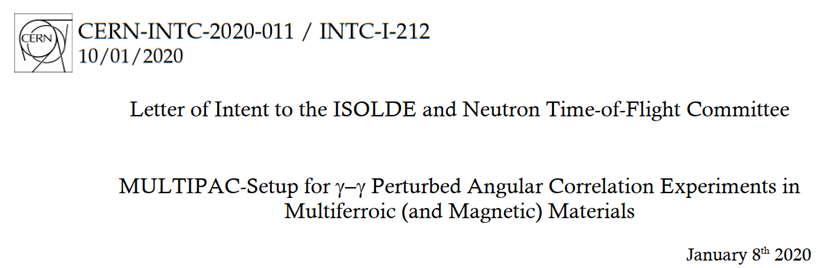 CERN
CERN-INTC-2020-011 / INTC-I-212
10/01/2020
Letter of Intent to the ISOLDE and Neutron Time-of-Flight Committee
MULTIPAC-Setup for γ–γ Perturbed Angular Correlation Experiments in
Multiferroic (and Magnetic) Materials
January 8th 2020